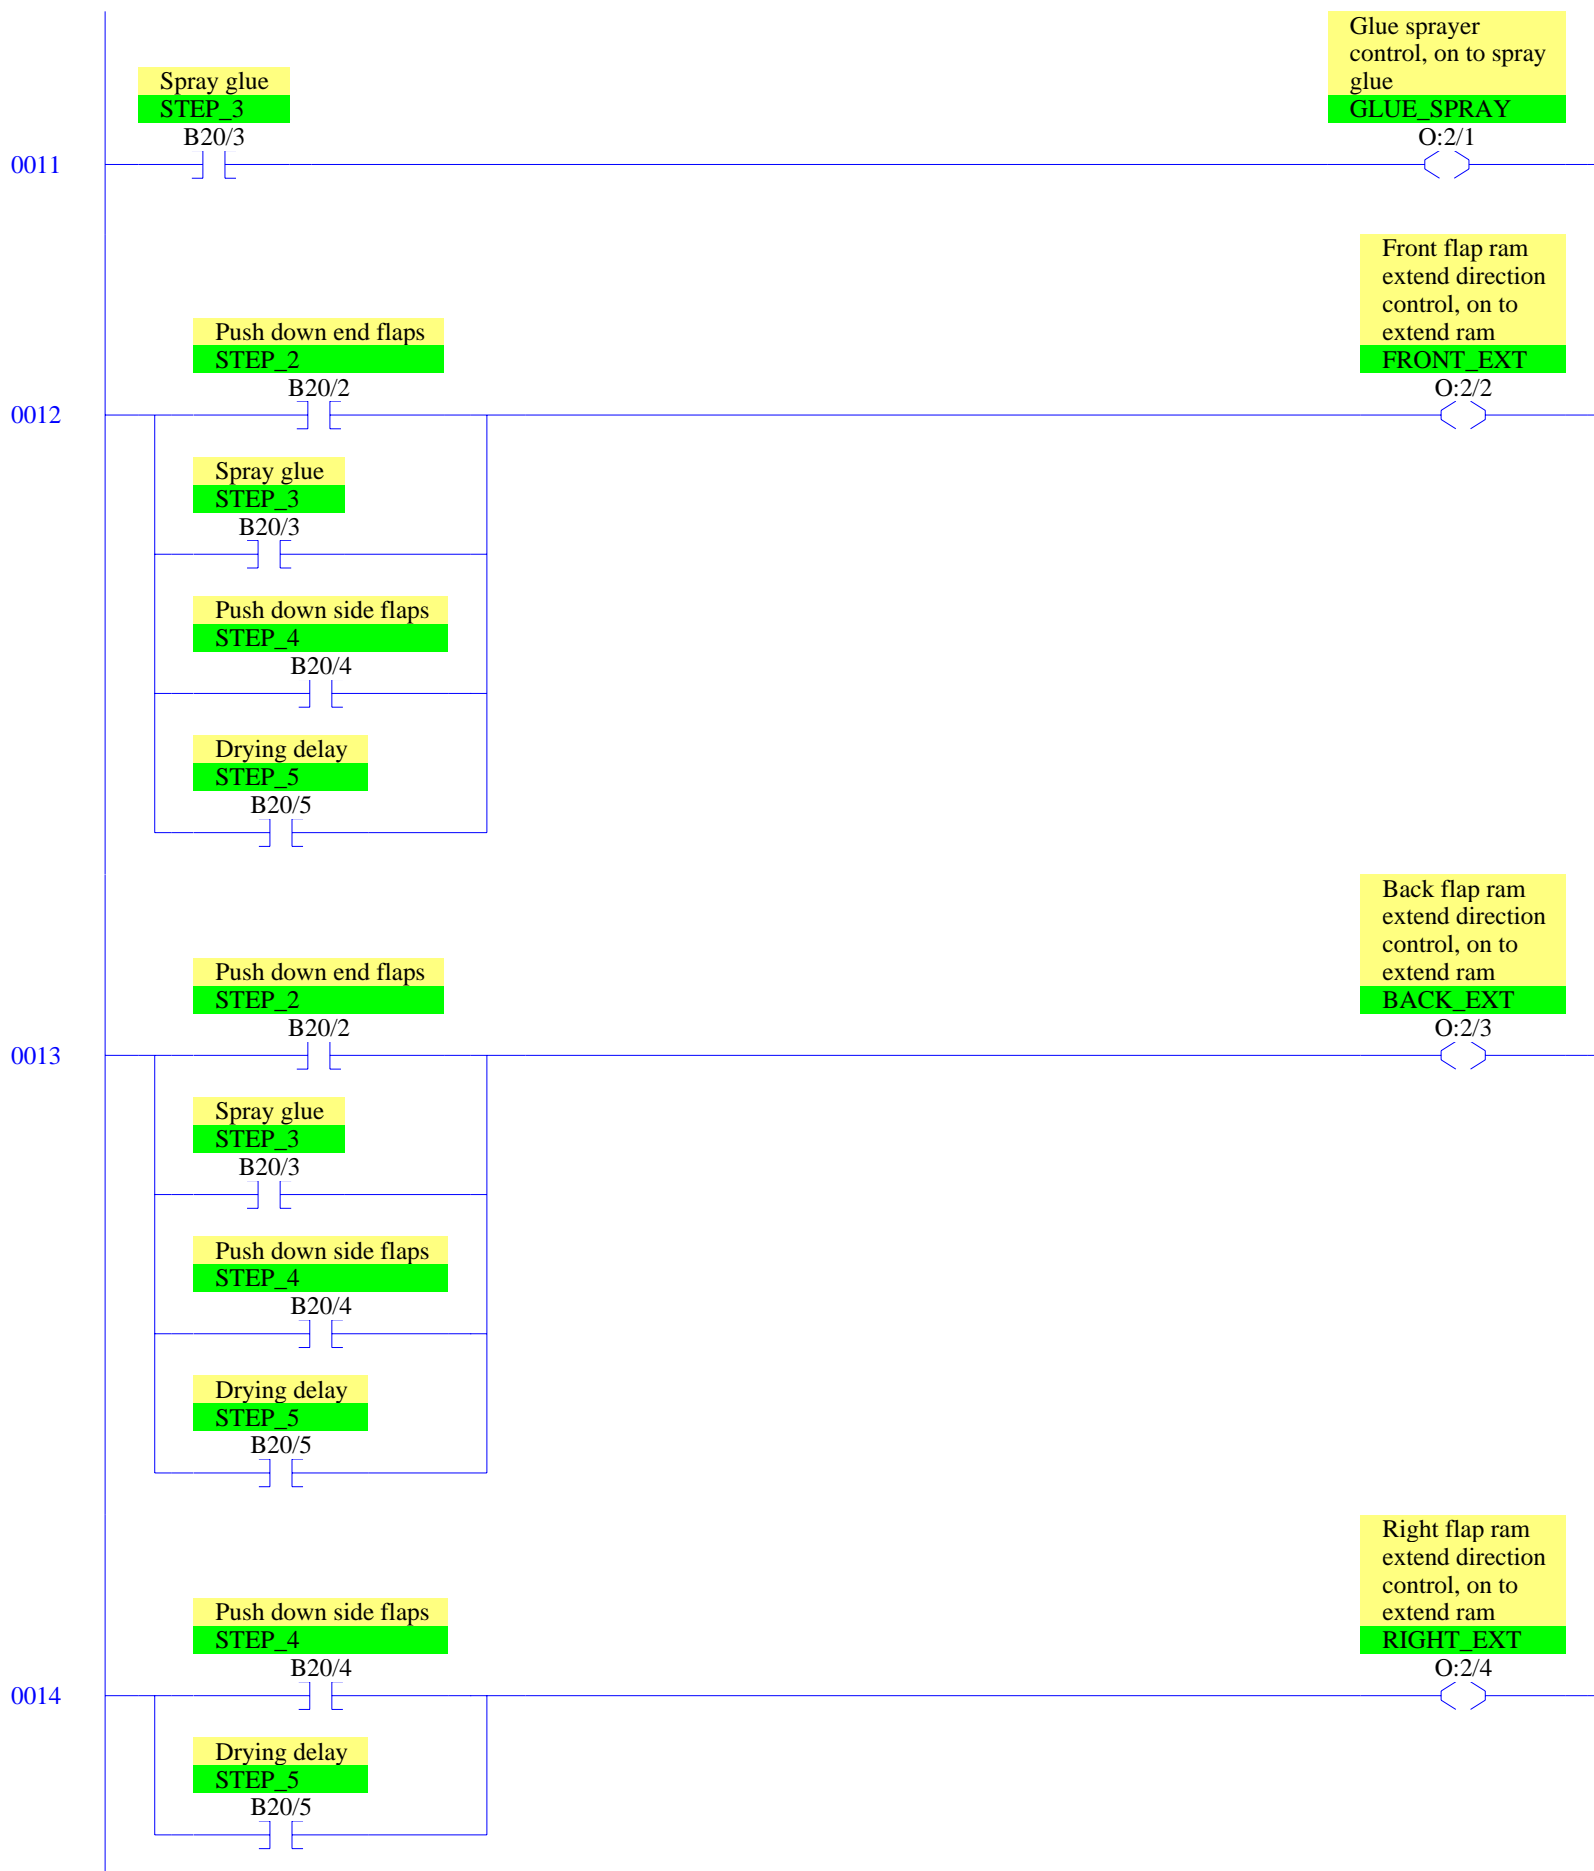 Glue sprayer
control, on to spray
glue
GLUE_SPRAY
O:2/1
Spray glue
STEP_3
B20/3
0011
Front flap ram
extend direction
control, on to
extend ram
FRONT_EXT
O:2/2
Push down end flaps
STEP_2
B20/2
0012
Spray glue
STEP_3
B20/3
Push down side flaps
STEP_4
B20/4
Drying delay
STEP_5
B20/5
Back flap ram
extend direction
control, on to
extend ram
BACK_EXT
O:2/3
Push down end flaps
STEP_2
B20/2
0013
Spray glue
STEP_3
B20/3
Push down side flaps
STEP_4
B20/4
Drying delay
STEP_5
B20/5
Right flap ram
extend direction
control, on to
extend ram
RIGHT_EXT
O:2/4
Push down side flaps
STEP_4
B20/4
0014
Drying delay
STEP_5
B20/5